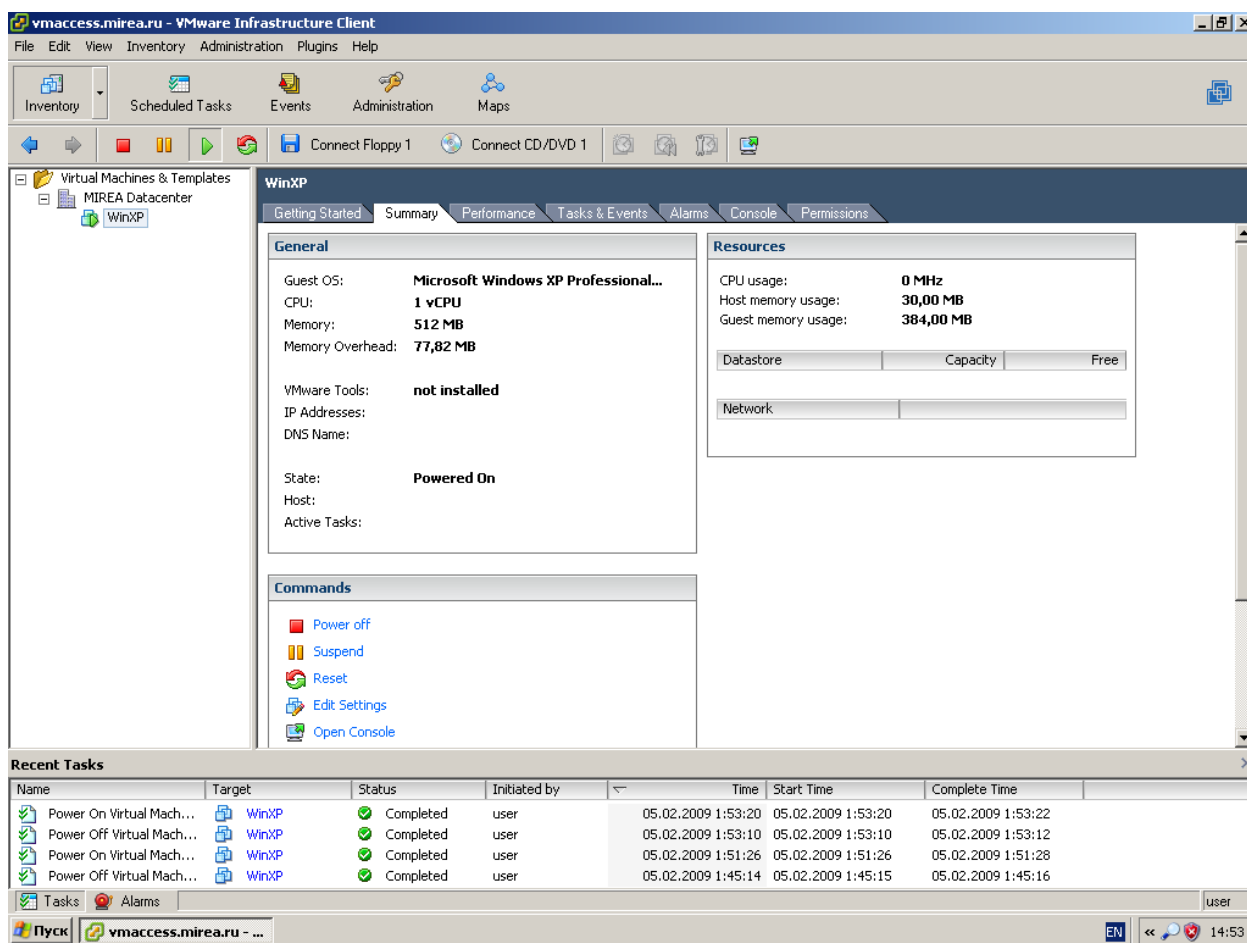 vmaccess.mirea.ru - VMware Infrastructure Client
File Edit View Inventory Administration Plugins Help
Inventory Scheduled Tasks Events Administration Maps
Connect Floppy 1 Connect CD/DVD 1
Virtual Machines & Templates
MIREA Datacenter
WinXP
WinXP
Getting Started Summary Performance Tasks & Events Alarms Console Permissions
General
Guest OS: Microsoft Windows XP Professional...
CPU: 1 vCPU
Memory: 512 MB
Memory Overhead: 77,82 MB
VMware Tools: not installed
IP Addresses:
DNS Name:
State: Powered On
Host:
Active Tasks:
Resources
CPU usage: 0 MHz
Host memory usage: 30,00 MB
Guest memory usage: 384,00 MB
Datastore Capacity Free
Network
Commands
Power off
Suspend
Reset
Edit Settings
Open Console
Recent Tasks
Name Target Status Initiated by Time Start Time Complete Time
Power On Virtual Mach... WinXP Completed user 05.02.2009 1:53:20 05.02.2009 1:53:20 05.02.2009 1:53:22
Power Off Virtual Mach... WinXP Completed user 05.02.2009 1:53:10 05.02.2009 1:53:10 05.02.2009 1:53:12
Power On Virtual Mach... WinXP Completed user 05.02.2009 1:51:26 05.02.2009 1:51:26 05.02.2009 1:51:28
Power Off Virtual Mach... WinXP Completed user 05.02.2009 1:45:14 05.02.2009 1:45:15 05.02.2009 1:45:16
Tasks Alarms user
Пуск vmaccess.mirea.ru - ... EN « 14:53